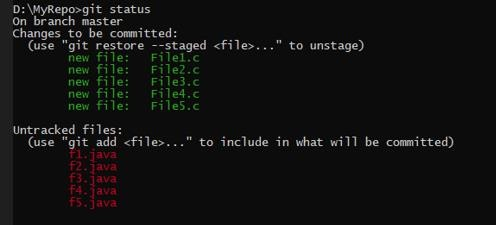 D:\MyRepo>git status
On branch master
Changes to be committed:
  (use "git restore --staged <file>..." to unstage)
        new file:   File1.c
        new file:   File2.c
        new file:   File3.c
        new file:   File4.c
        new file:   File5.c

Untracked files:
  (use "git add <file>..." to include in what will be committed)
        f1.java
        f2.java
        f3.java
        f4.java
        f5.java